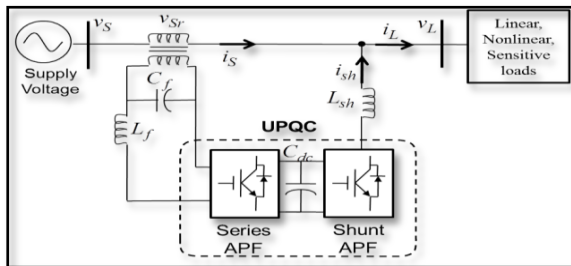 v_S
v_Sr
i_S
i_L
v_L
Linear,
Nonlinear,
Sensitive
loads
Supply
Voltage
C_f
i_sh
L_sh
L_f
UPQC
C_dc
Series
APF
Shunt
APF